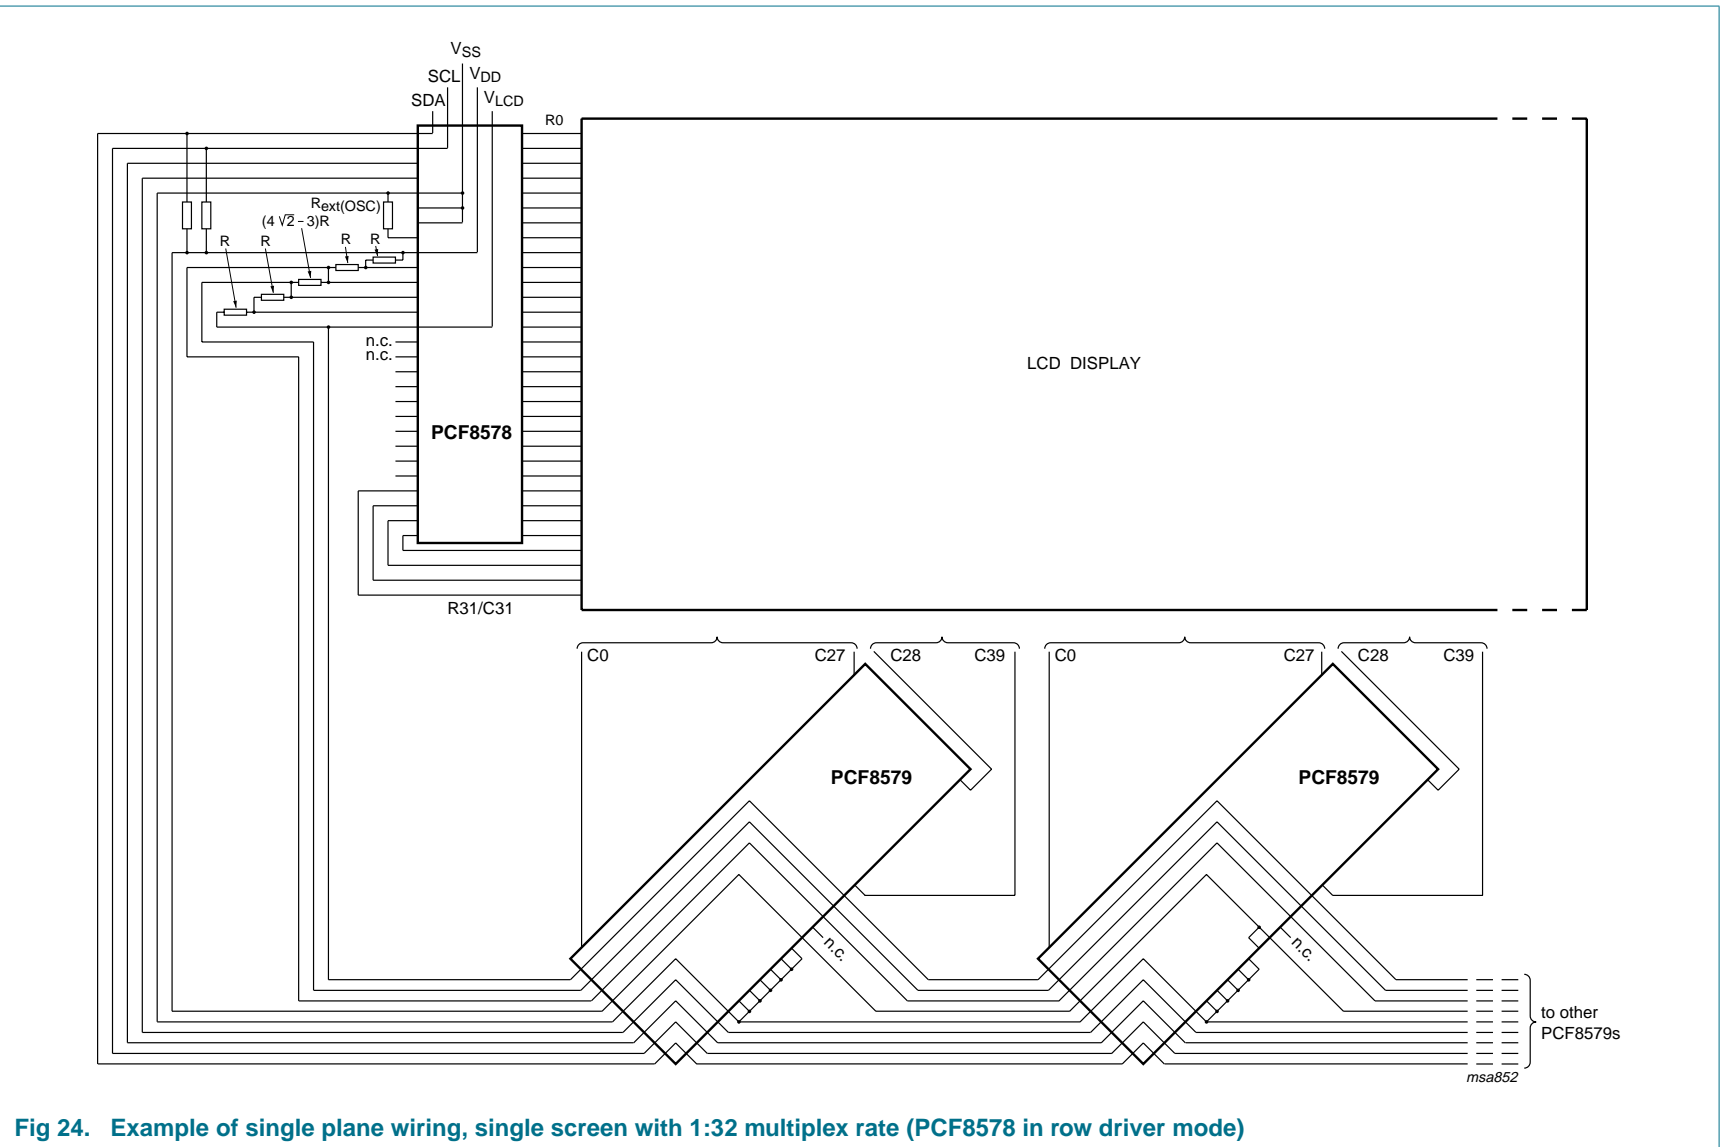 VSS
SCL VDD
SDA VLCD
R0
Rext(OSC)
(4 √2 – 3)R
R R R R
n.c.
n.c.
LCD DISPLAY
PCF8578
R31/C31
C0 C27 C28 C39 C0 C27 C28 C39
PCF8579 PCF8579
n.c. n.c.
to other
PCF8579s
msa852
Fig 24. Example of single plane wiring, single screen with 1:32 multiplex rate (PCF8578 in row driver mode)